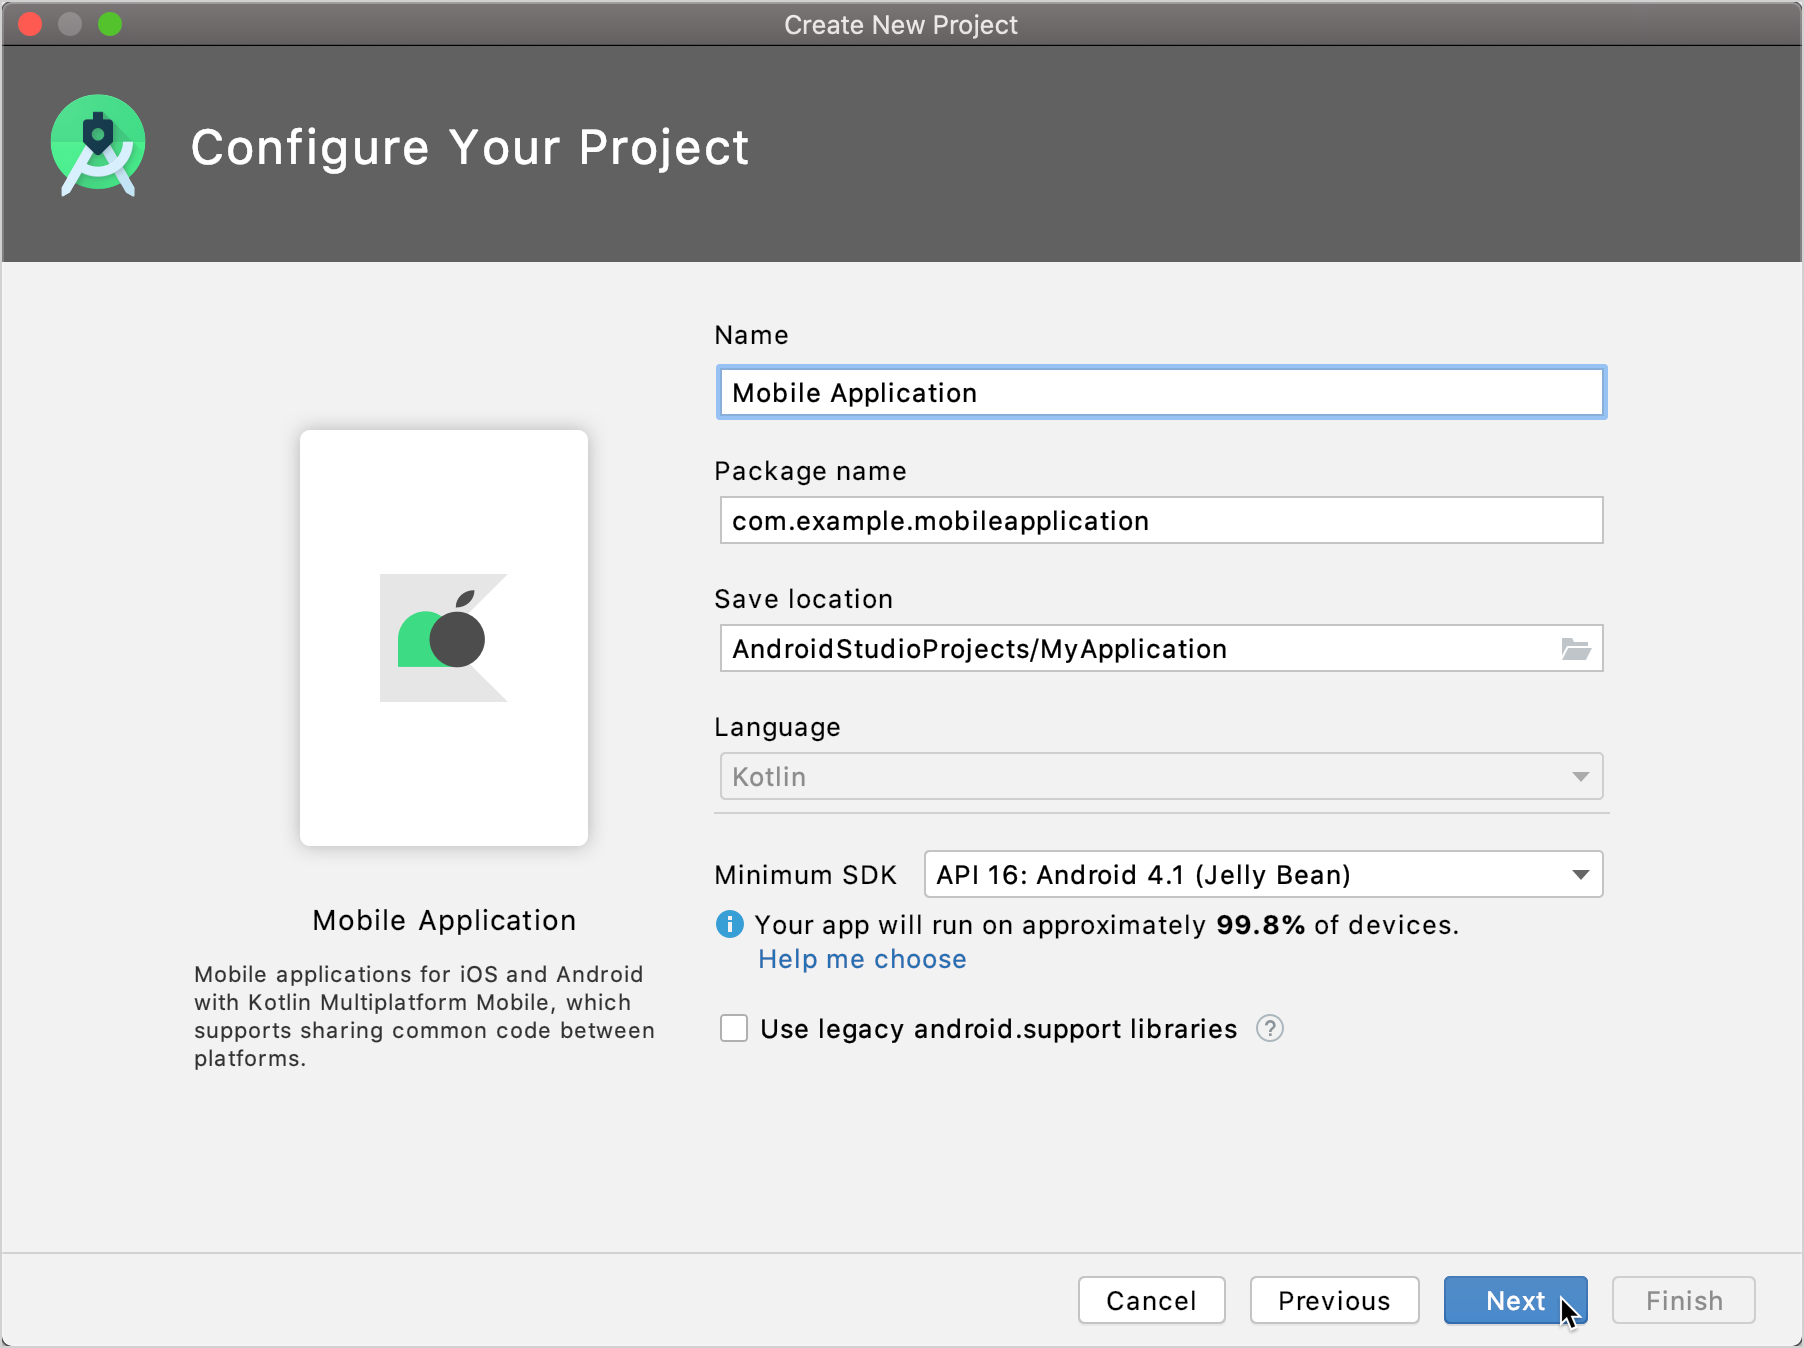 Create New Project
Configure Your Project
Name
Mobile Application
Package name
com.example.mobileapplication
Save location
AndroidStudioProjects/MyApplication
Language
Kotlin
Minimum SDK
API 16: Android 4.1 (Jelly Bean)
Your app will run on approximately 99.8% of devices.
Help me choose
Use legacy android.support libraries ?
Mobile Application
Mobile applications for iOS and Android
with Kotlin Multiplatform Mobile, which
supports sharing common code between
platforms.
Cancel
Previous
Next
Finish